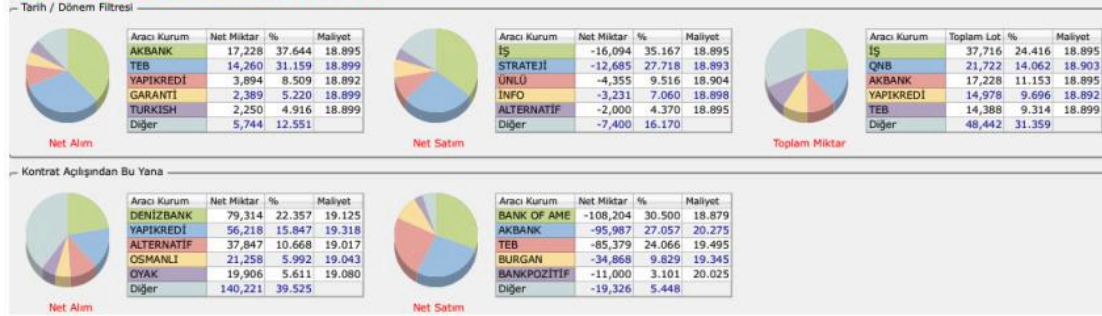 Tarih / Dönem Filtresi
Aracı Kurum Net Miktar % Maliyet
AKBANK 17,228 37.644 18.895
TEB 14,260 31.159 18.899
YAPIKREDİ 3,894 8.509 18.892
GARANTİ 2,389 5.220 18.899
TURKISH 2,250 4.916 18.899
Diğer 5,744 12.551
Net Alım
Aracı Kurum Net Miktar % Maliyet
İŞ -16,094 35.167 18.895
STRATEJİ -12,685 27.718 18.893
ÜNLÜ -4,355 9.516 18.904
İNFO -3,231 7.060 18.898
ALTERNATİF -2,000 4.370 18.895
Diğer -7,400 16.170
Net Satım
Aracı Kurum Toplam Lot % Maliyet
İŞ 37,716 24.416 18.895
QNB 21,722 14.062 18.903
AKBANK 17,228 11.153 18.895
YAPIKREDİ 14,978 9.696 18.892
TEB 14,388 9.314 18.899
Diğer 48,442 31.359
Toplam Miktar
Kontrat Açılışından Bu Yana
Aracı Kurum Net Miktar % Maliyet
DENİZBANK 79,314 22.357 19.125
YAPIKREDİ 56,218 15.847 19.318
ALTERNATİF 37,847 10.668 19.017
OSMANLI 21,258 5.992 19.043
OYAK 19,906 5.611 19.080
Diğer 140,221 39.525
Net Alım
Aracı Kurum Net Miktar % Maliyet
BANK OF AME -108,204 30.500 18.879
AKBANK -95,987 27.057 20.275
TEB -85,379 24.066 19.495
BURGAN -34,868 9.829 19.345
BANKPOZİTİF -11,000 3.101 20.025
Diğer -19,326 5.448
Net Satım